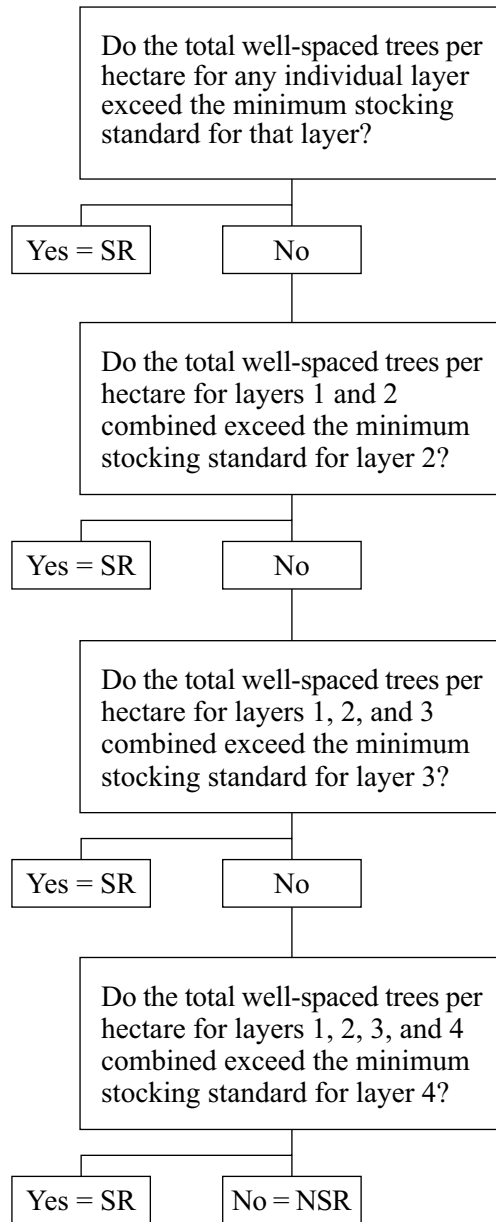 Do the total well-spaced trees per
hectare for any individual layer
exceed the minimum stocking
standard for that layer?
Yes = SR
No
Do the total well-spaced trees per
hectare for layers 1 and 2
combined exceed the minimum
stocking standard for layer 2?
Yes = SR
No
Do the total well-spaced trees per
hectare for layers 1, 2, and 3
combined exceed the minimum
stocking standard for layer 3?
Yes = SR
No
Do the total well-spaced trees per
hectare for layers 1, 2, 3, and 4
combined exceed the minimum
stocking standard for layer 4?
Yes = SR
No = NSR